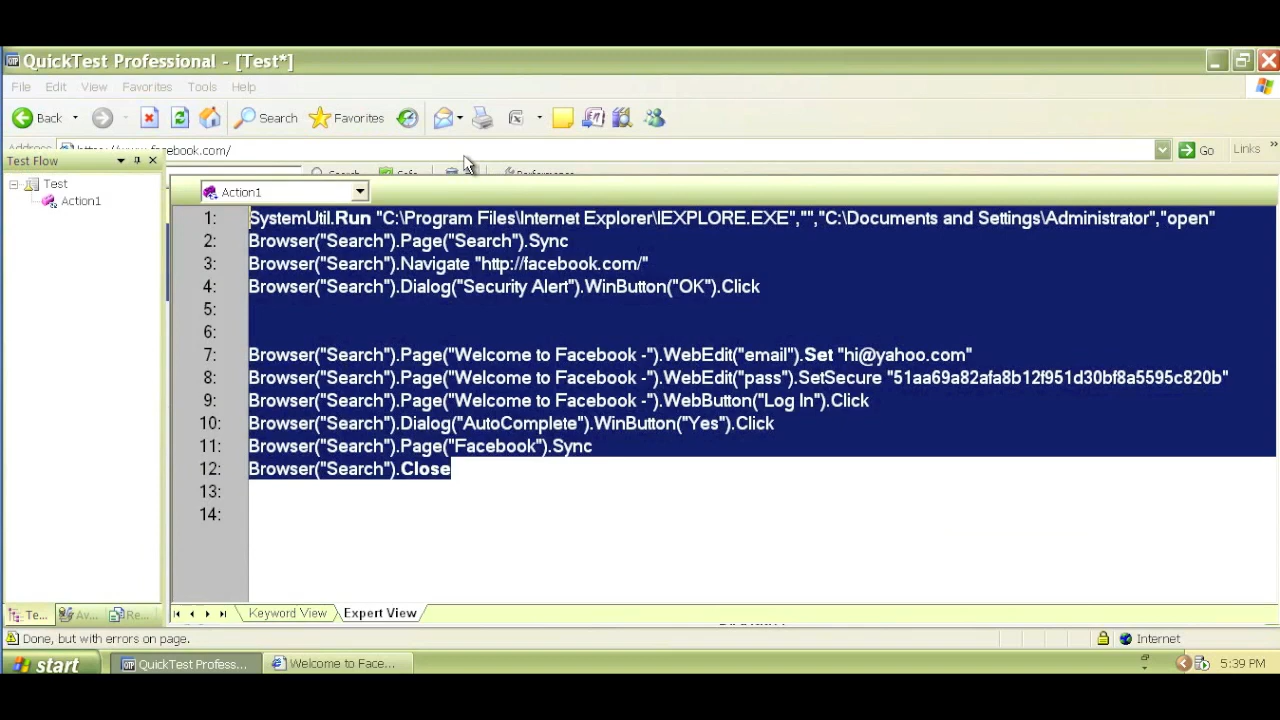 QuickTest Professional - [Test*]
File Edit View Favorites Tools Help
Back Search Favorites
Address https://www.facebook.com/ Go Links »
Test Flow
Test
Action1
Action1
1: SystemUtil.Run "C:\Program Files\Internet Explorer\IEXPLORE.EXE","","C:\Documents and Settings\Administrator","open"
2: Browser("Search").Page("Search").Sync
3: Browser("Search").Navigate "http://facebook.com/"
4: Browser("Search").Dialog("Security Alert").WinButton("OK").Click
5:
6:
7: Browser("Search").Page("Welcome to Facebook -").WebEdit("email").Set "hi@yahoo.com"
8: Browser("Search").Page("Welcome to Facebook -").WebEdit("pass").SetSecure "51aa69a82afa8b12f951d30bf8a5595c820b"
9: Browser("Search").Page("Welcome to Facebook -").WebButton("Log In").Click
10: Browser("Search").Dialog("AutoComplete").WinButton("Yes").Click
11: Browser("Search").Page("Facebook").Sync
12: Browser("Search").Close
13:
14:
Te... Av... Re... Keyword View Expert View
Done, but with errors on page. Internet
start QuickTest Profess... Welcome to Face... 5:39 PM